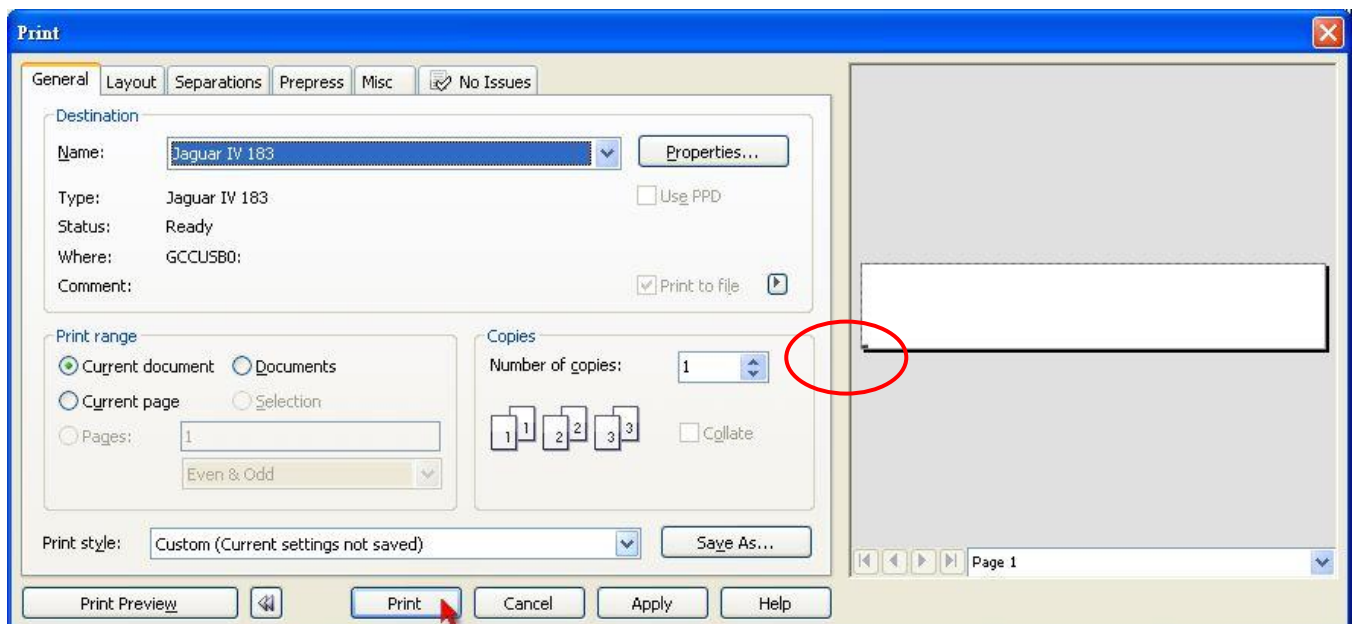 Print
General Layout Separations Prepress Misc No Issues
Destination
Name: Jaguar IV 183 Properties...
Type: Jaguar IV 183 Use PPD
Status: Ready
Where: GCCUSB0:
Comment: Print to file
Print range
Current document Documents
Current page Selection
Pages: 1
Even & Odd
Copies
Number of copies: 1
1 1 2 2 3 3 Collate
Print style: Custom (Current settings not saved) Save As...
Page 1
Print Preview Print Cancel Apply Help